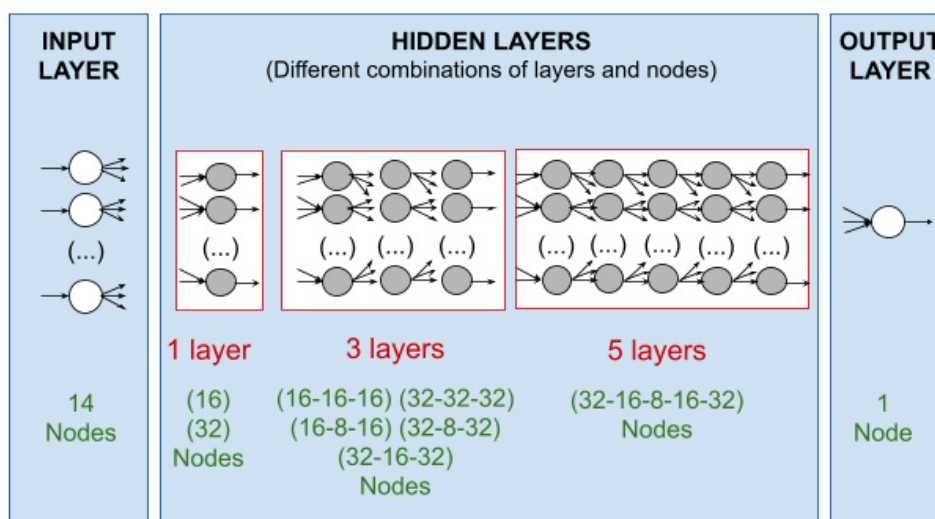 INPUT
LAYER
(...)
14
Nodes
HIDDEN LAYERS
(Different combinations of layers and nodes)
(...)
(...) (...) (...)
(...) (...) (...) (...) (...)
1 layer
3 layers
5 layers
(16)
(32)
Nodes
(16-16-16) (32-32-32)
(16-8-16) (32-8-32)
(32-16-32)
Nodes
(32-16-8-16-32)
Nodes
OUTPUT
LAYER
1
Node